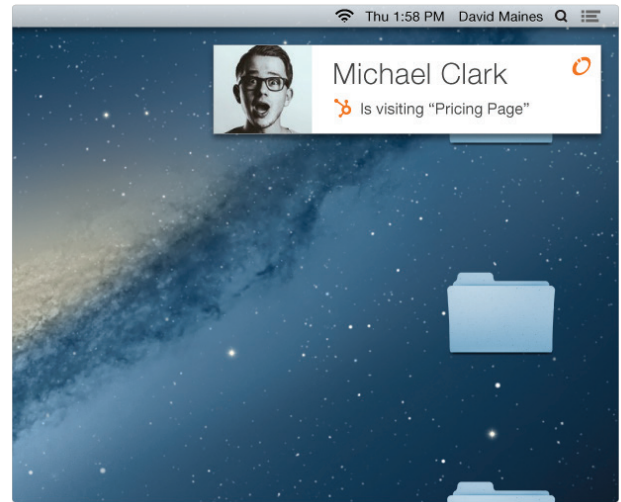 Thu 1:58 PM David Maines
Michael Clark
Is visiting “Pricing Page”